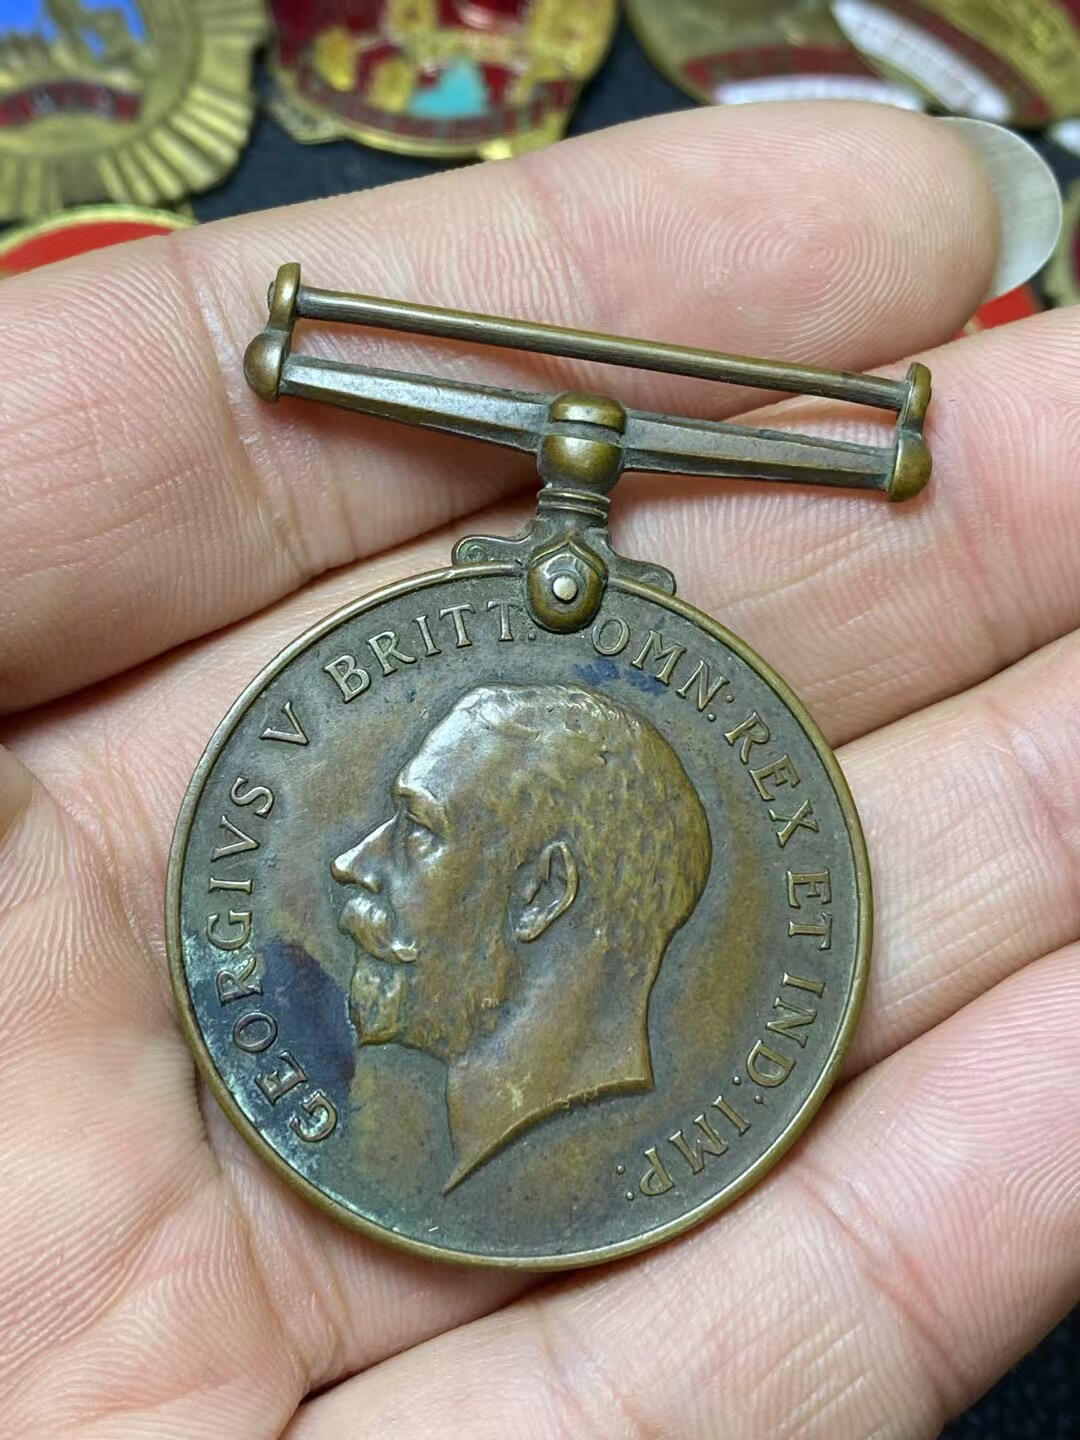 GEORGIVS V BRITT: OMN: REX ET IND: IMP: